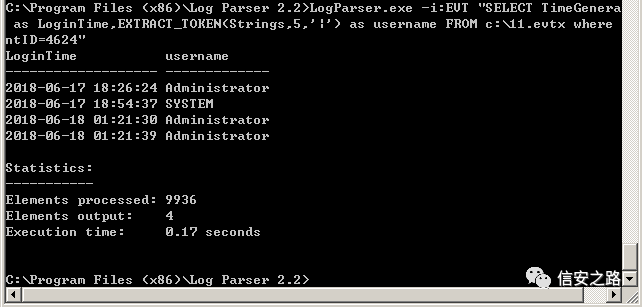 C:\Program Files (x86)\Log Parser 2.2>LogParser.exe -i:EVT "SELECT TimeGenera
as LoginTime,EXTRACT_TOKEN(Strings,5,'|') as username FROM c:\11.evtx where
ntID=4624"
LoginTime           username
------------------- -------------
2018-06-17 18:26:24 Administrator
2018-06-17 18:54:37 SYSTEM
2018-06-18 01:21:30 Administrator
2018-06-18 01:21:39 Administrator
Statistics:
-----------
Elements processed: 9936
Elements output:    4
Execution time:     0.17 seconds
C:\Program Files (x86)\Log Parser 2.2>
信安之路